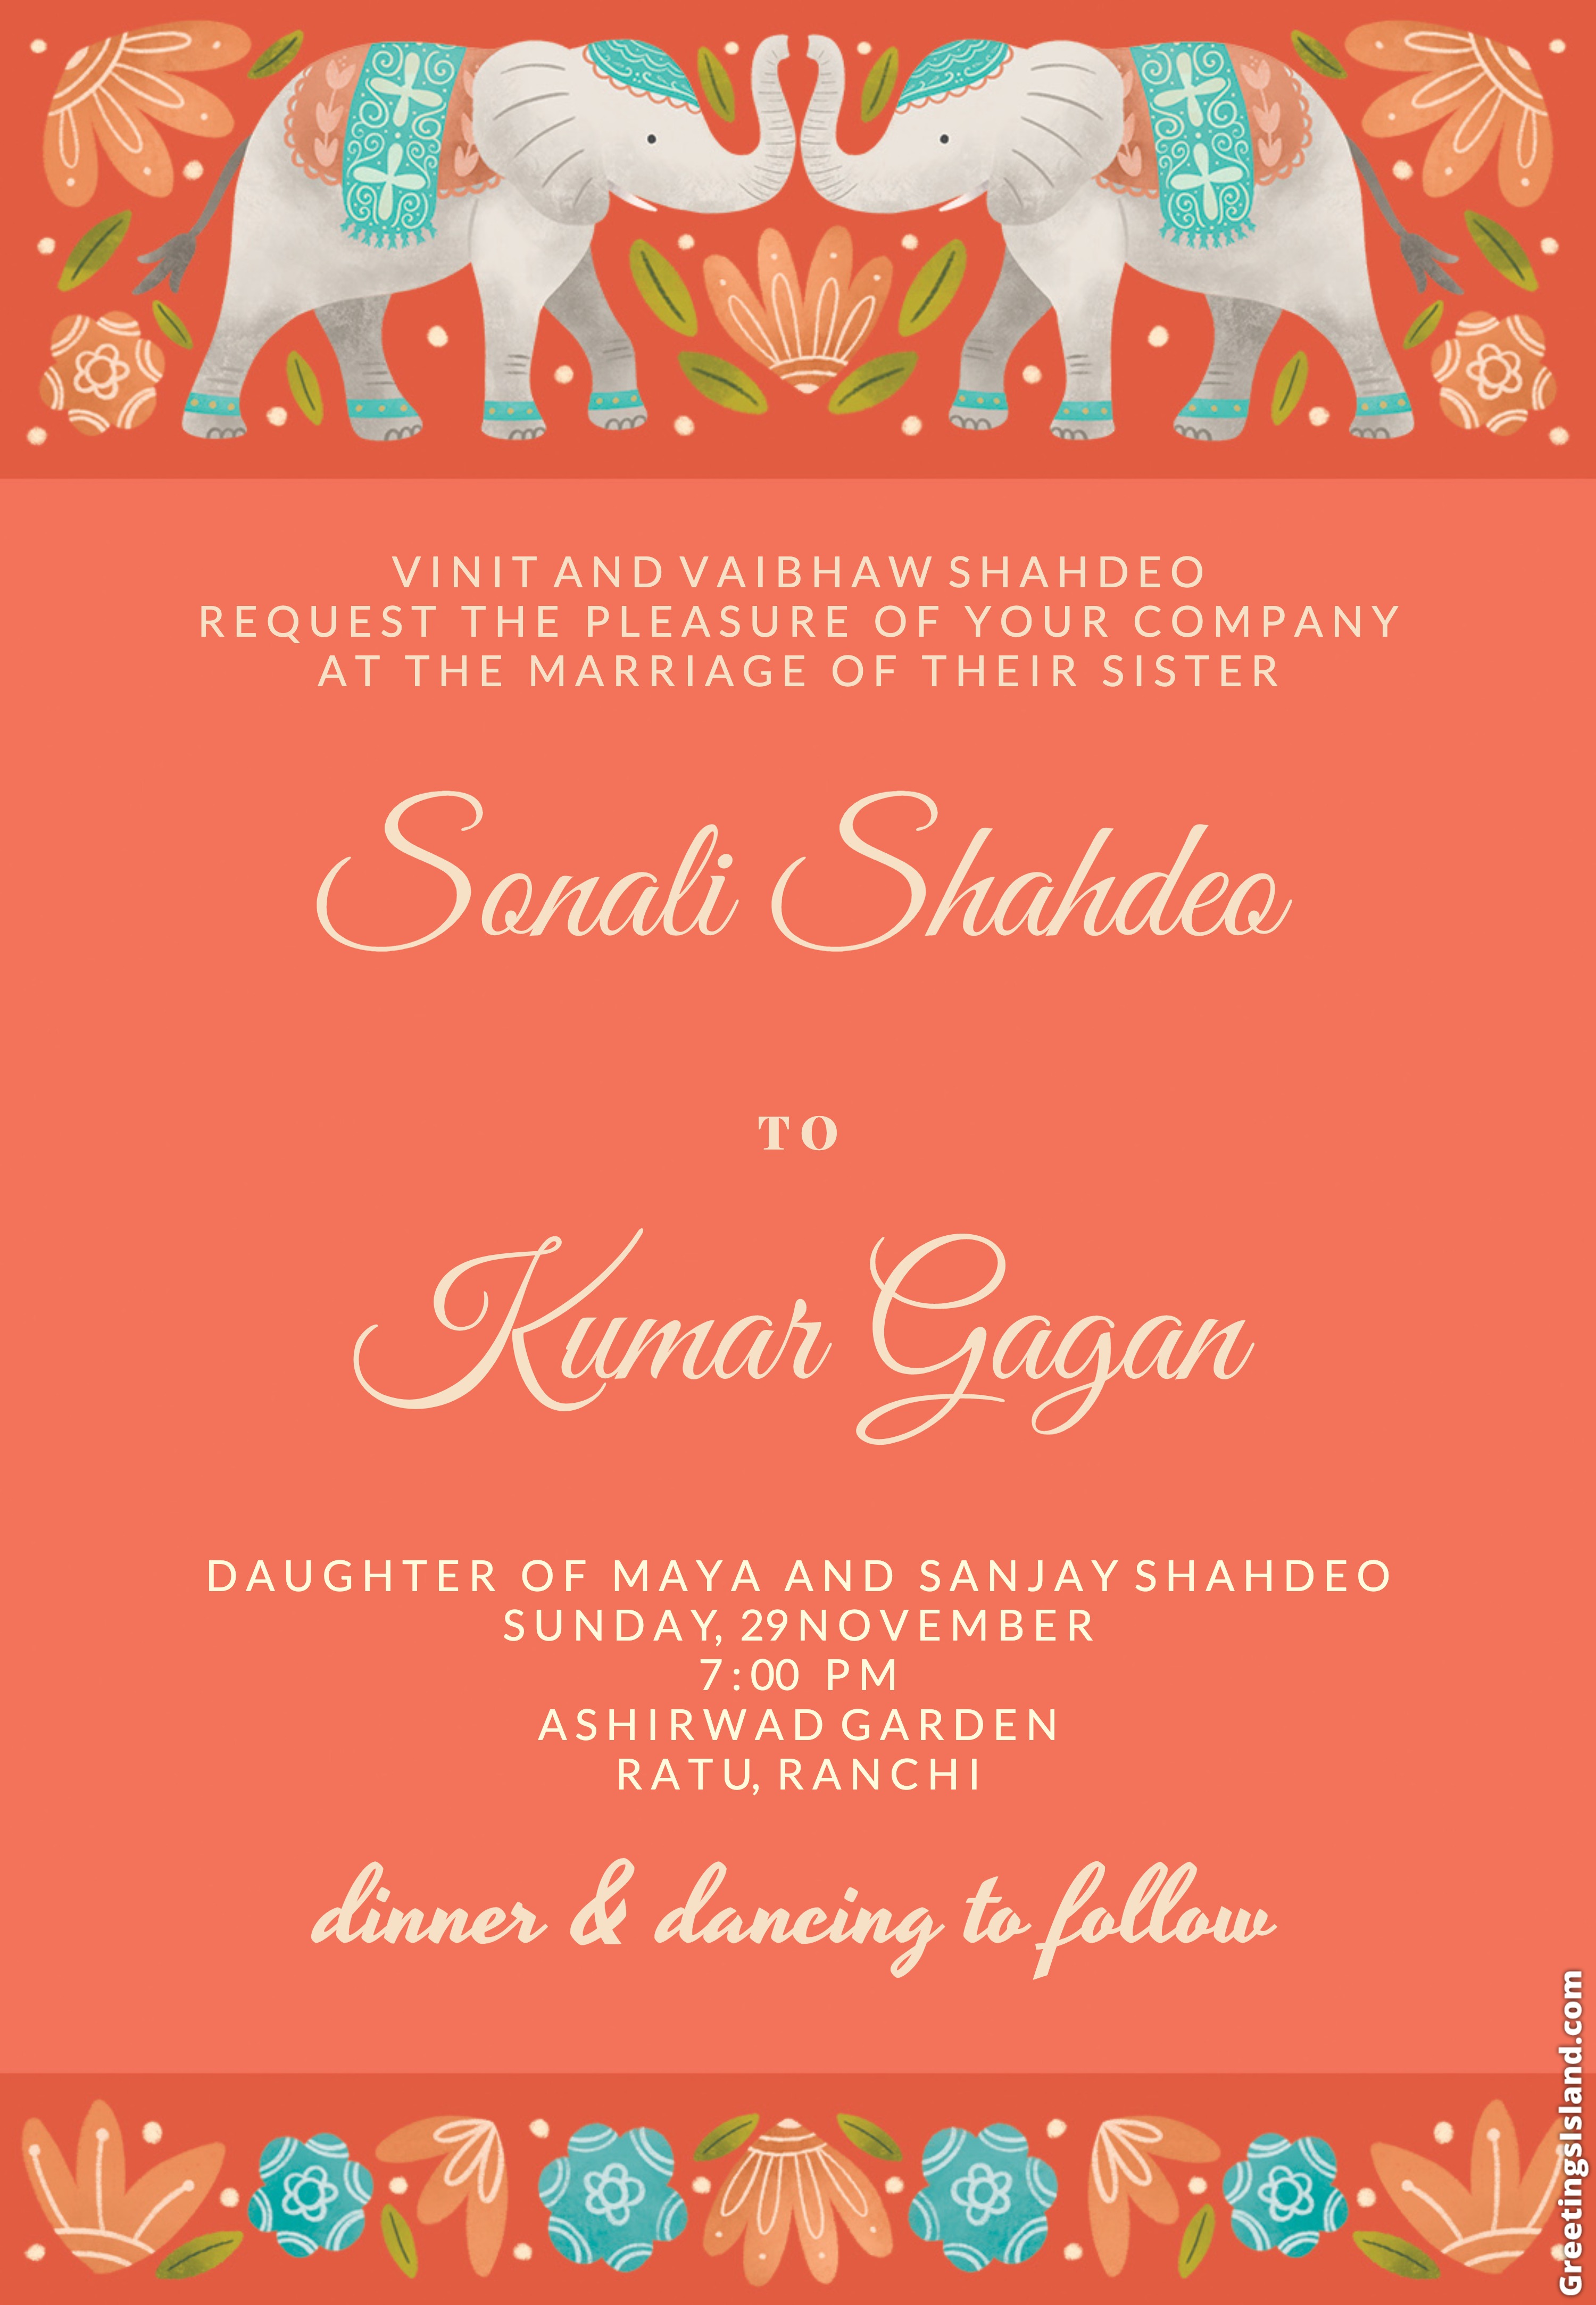 VINIT AND VAIBHAW SHAHDEO
REQUEST THE PLEASURE OF YOUR COMPANY
AT THE MARRIAGE OF THEIR SISTER
Sonali Shahdeo
TO
Kumar Gagan
DAUGHTER OF MAYA AND SANJAY SHAHDEO
SUNDAY, 29 NOVEMBER
7:00 PM
ASHIRWAD GARDEN
RATU, RANCHI
dinner & dancing to follow
GreetingsIsland.com